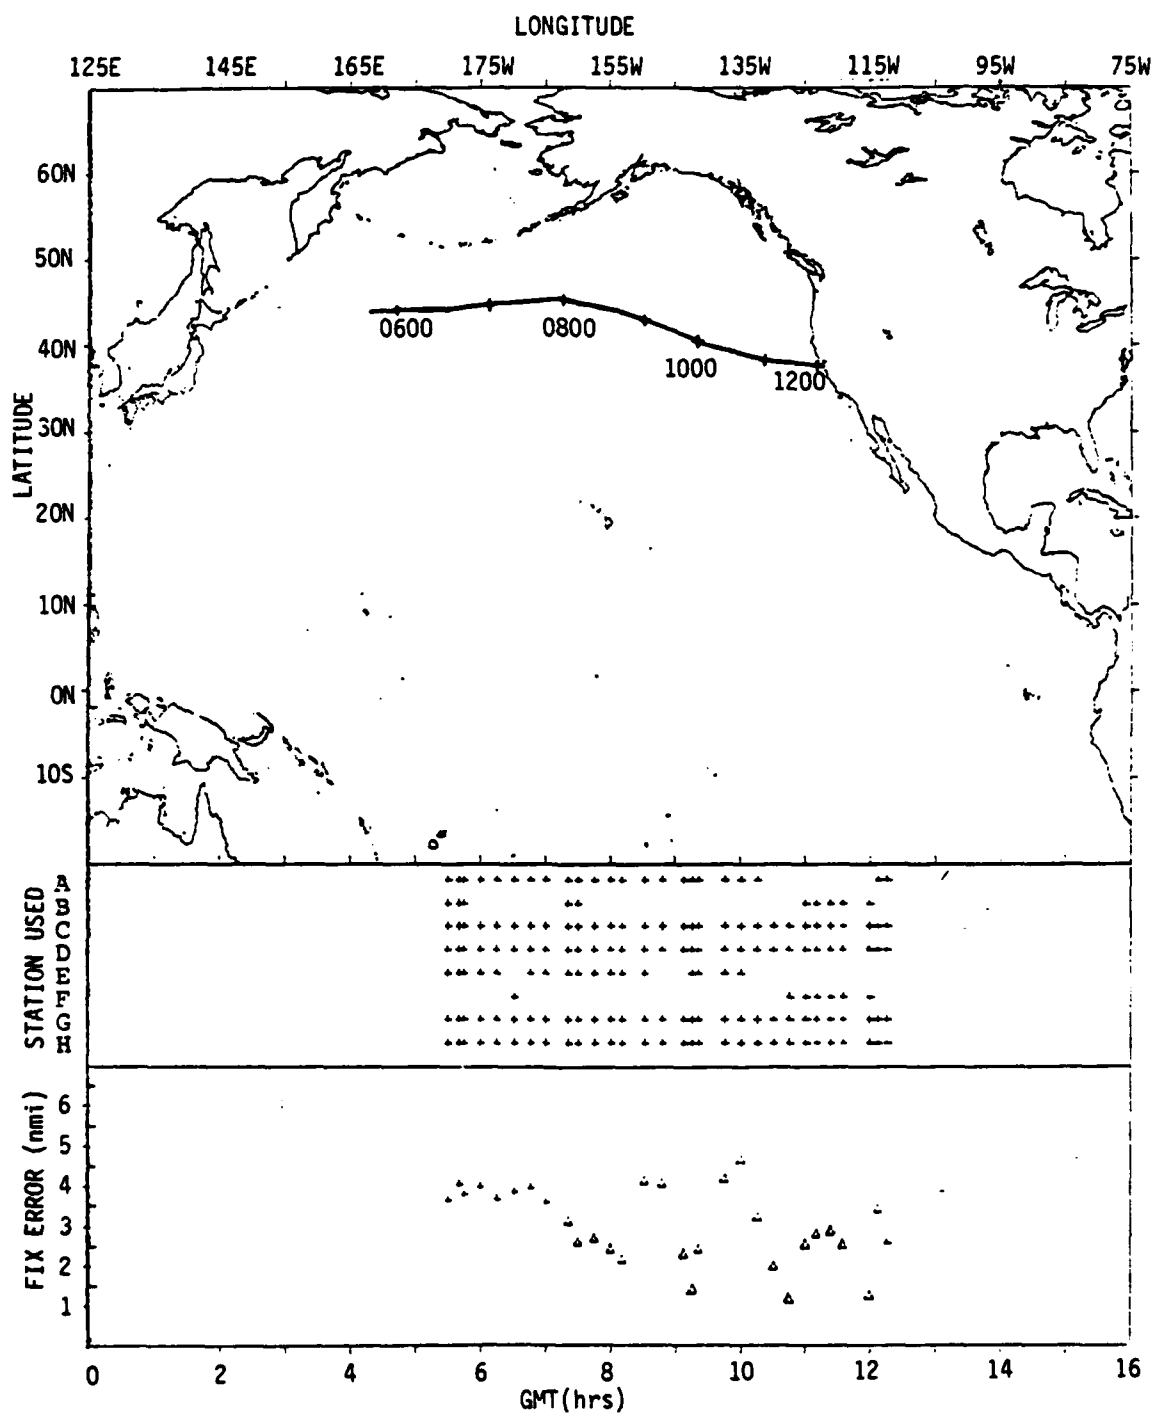 LONGITUDE
125E 145E 165E 175W 155W 135W 115W 95W 75W
LATITUDE
60N
50N
40N
30N
20N
10N
0N
10S
0600 0800 1000 1200
STATION USED
A
B
C
D
E
F
G
H
FIX ERROR (nmi)
6
5
4
3
2
1
0 2 4 6 8 10 12 14 16
GMT(hrs)